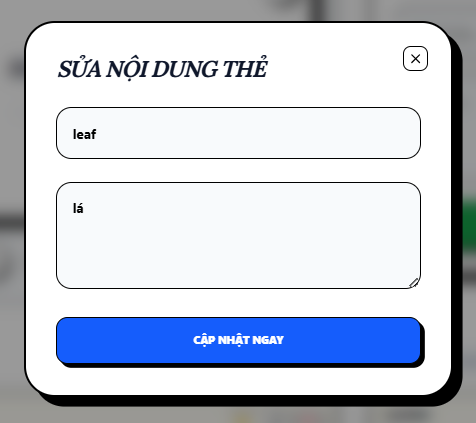 SỬA NỘI DUNG THẺ
leaf
lá
CẬP NHẬT NGAY